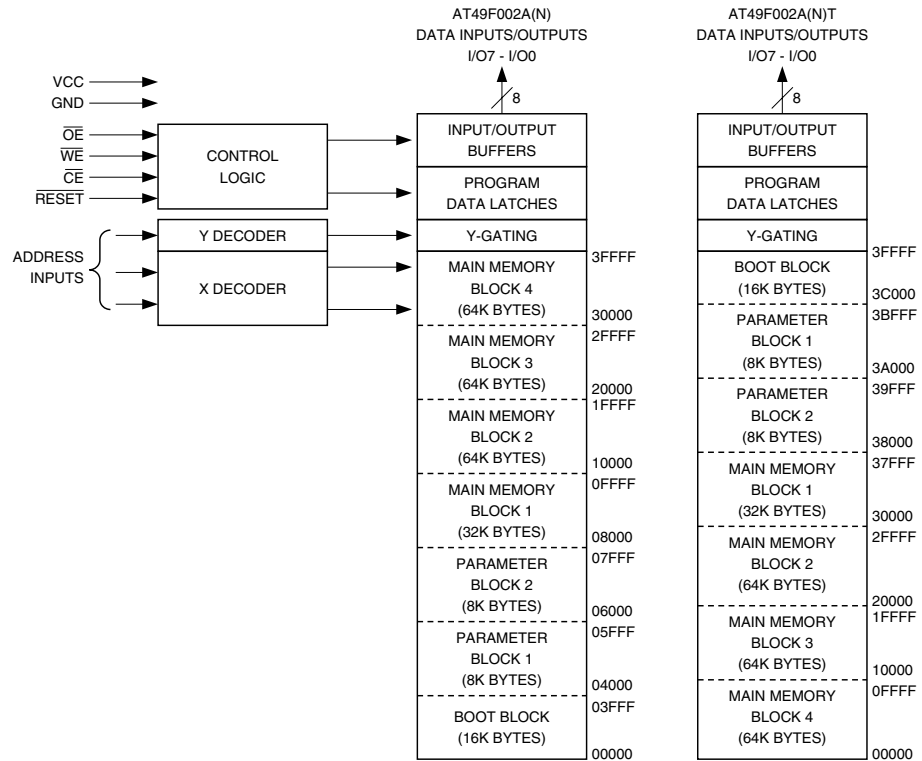 AT49F002A(N)
DATA INPUTS/OUTPUTS
I/O7 - I/O0
AT49F002A(N)T
DATA INPUTS/OUTPUTS
I/O7 - I/O0
8
8
VCC
GND
OE
WE
CE
RESET
CONTROL
LOGIC
ADDRESS
INPUTS
Y DECODER
X DECODER
INPUT/OUTPUT
BUFFERS
PROGRAM
DATA LATCHES
Y-GATING
3FFFF
MAIN MEMORY
BLOCK 4
(64K BYTES)
30000
2FFFF
MAIN MEMORY
BLOCK 3
(64K BYTES)
20000
1FFFF
MAIN MEMORY
BLOCK 2
(64K BYTES)
10000
0FFFF
MAIN MEMORY
BLOCK 1
(32K BYTES)
08000
07FFF
PARAMETER
BLOCK 2
(8K BYTES)
06000
05FFF
PARAMETER
BLOCK 1
(8K BYTES)
04000
03FFF
BOOT BLOCK
(16K BYTES)
00000
INPUT/OUTPUT
BUFFERS
PROGRAM
DATA LATCHES
Y-GATING
3FFFF
BOOT BLOCK
(16K BYTES)
3C000
3BFFF
PARAMETER
BLOCK 1
(8K BYTES)
3A000
39FFF
PARAMETER
BLOCK 2
(8K BYTES)
38000
37FFF
MAIN MEMORY
BLOCK 1
(32K BYTES)
30000
2FFFF
MAIN MEMORY
BLOCK 2
(64K BYTES)
20000
1FFFF
MAIN MEMORY
BLOCK 3
(64K BYTES)
10000
0FFFF
MAIN MEMORY
BLOCK 4
(64K BYTES)
00000